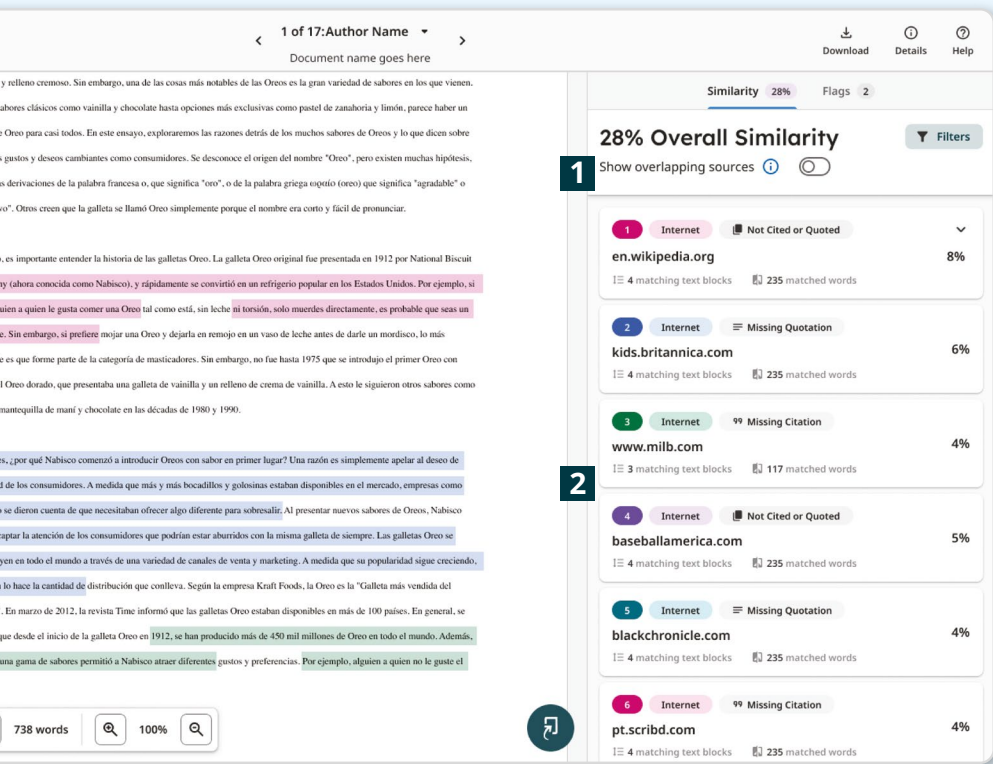 1 of 17:Author Name
Document name goes here
Download
Details
Help
y relleno cremoso. Sin embargo, una de las cosas más notables de las Oreos es la gran variedad de sabores en los que vienen.
abores clásicos como vainilla y chocolate hasta opciones más exclusivas como pastel de zanahoria y limón, parece haber un
e Oreo para casi todos. En este ensayo, exploraremos las razones detrás de los muchos sabores de Oreos y lo que dicen sobre
s gustos y deseos cambiantes como consumidores. Se desconoce el origen del nombre "Oreo", pero existen muchas hipótesis,
s derivaciones de la palabra francesa o, que significa "oro", o de la palabra griega (oreo) que significa "agradable" o
vo". Otros creen que la galleta se llamó Oreo simplemente porque el nombre era corto y fácil de pronunciar.
o, es importante entender la historia de las galletas Oreo. La galleta Oreo original fue presentada en 1912 por National Biscuit
ny (ahora conocida como Nabisco), y rápidamente se convirtió en un refrigerio popular en los Estados Unidos. Por ejemplo, si
uien a quien le gusta comer una Oreo tal como está, sin leche ni torsión, solo muerdes directamente, es probable que seas un
e. Sin embargo, si prefiere mojar una Oreo y dejarla en remojo en un vaso de leche antes de darle un mordisco, lo más
e es que forme parte de la categoría de masticadores. Sin embargo, no fue hasta 1975 que se introdujo el primer Oreo con
l Oreo dorado, que presentaba una galleta de vainilla y un relleno de crema de vainilla. A esto le siguieron otros sabores como
mantequilla de maní y chocolate en las décadas de 1980 y 1990.
es, ¿por qué Nabisco comenzó a introducir Oreos con sabor en primer lugar? Una razón es simplemente apelar al deseo de
d de los consumidores. A medida que más y más bocadillos y golosinas estaban disponibles en el mercado, empresas como
o se dieron cuenta de que necesitaban ofrecer algo diferente para sobresalir. Al presentar nuevos sabores de Oreos, Nabisco
captar la atención de los consumidores que podrían estar aburridos con la misma galleta de siempre. Las galletas Oreo se
yen en todo el mundo a través de una variedad de canales de venta y marketing. A medida que su popularidad sigue creciendo,
n lo hace la cantidad de distribución que conlleva. Según la empresa Kraft Foods, la Oreo es la "Galleta más vendida del
. En marzo de 2012, la revista Time informó que las galletas Oreo estaban disponibles en más de 100 países. En general, se
que desde el inicio de la galleta Oreo en 1912, se han producido más de 450 mil millones de Oreo en todo el mundo. Además,
una gama de sabores permitió a Nabisco atraer diferentes gustos y preferencias. Por ejemplo, alguien a quien no le guste el
738 words
100%
Similarity 28%
Flags 2
28% Overall Similarity
Filters
1
Show overlapping sources
1 Internet Not Cited or Quoted
en.wikipedia.org 8%
4 matching text blocks 235 matched words
2 Internet Missing Quotation
kids.britannica.com 6%
4 matching text blocks 235 matched words
3 Internet Missing Citation
www.milb.com 4%
3 matching text blocks 117 matched words
2
4 Internet Not Cited or Quoted
baseballamerica.com 5%
4 matching text blocks 235 matched words
5 Internet Missing Quotation
blackchronicle.com 4%
4 matching text blocks 235 matched words
6 Internet Missing Citation
pt.scribd.com 4%
4 matching text blocks 235 matched words